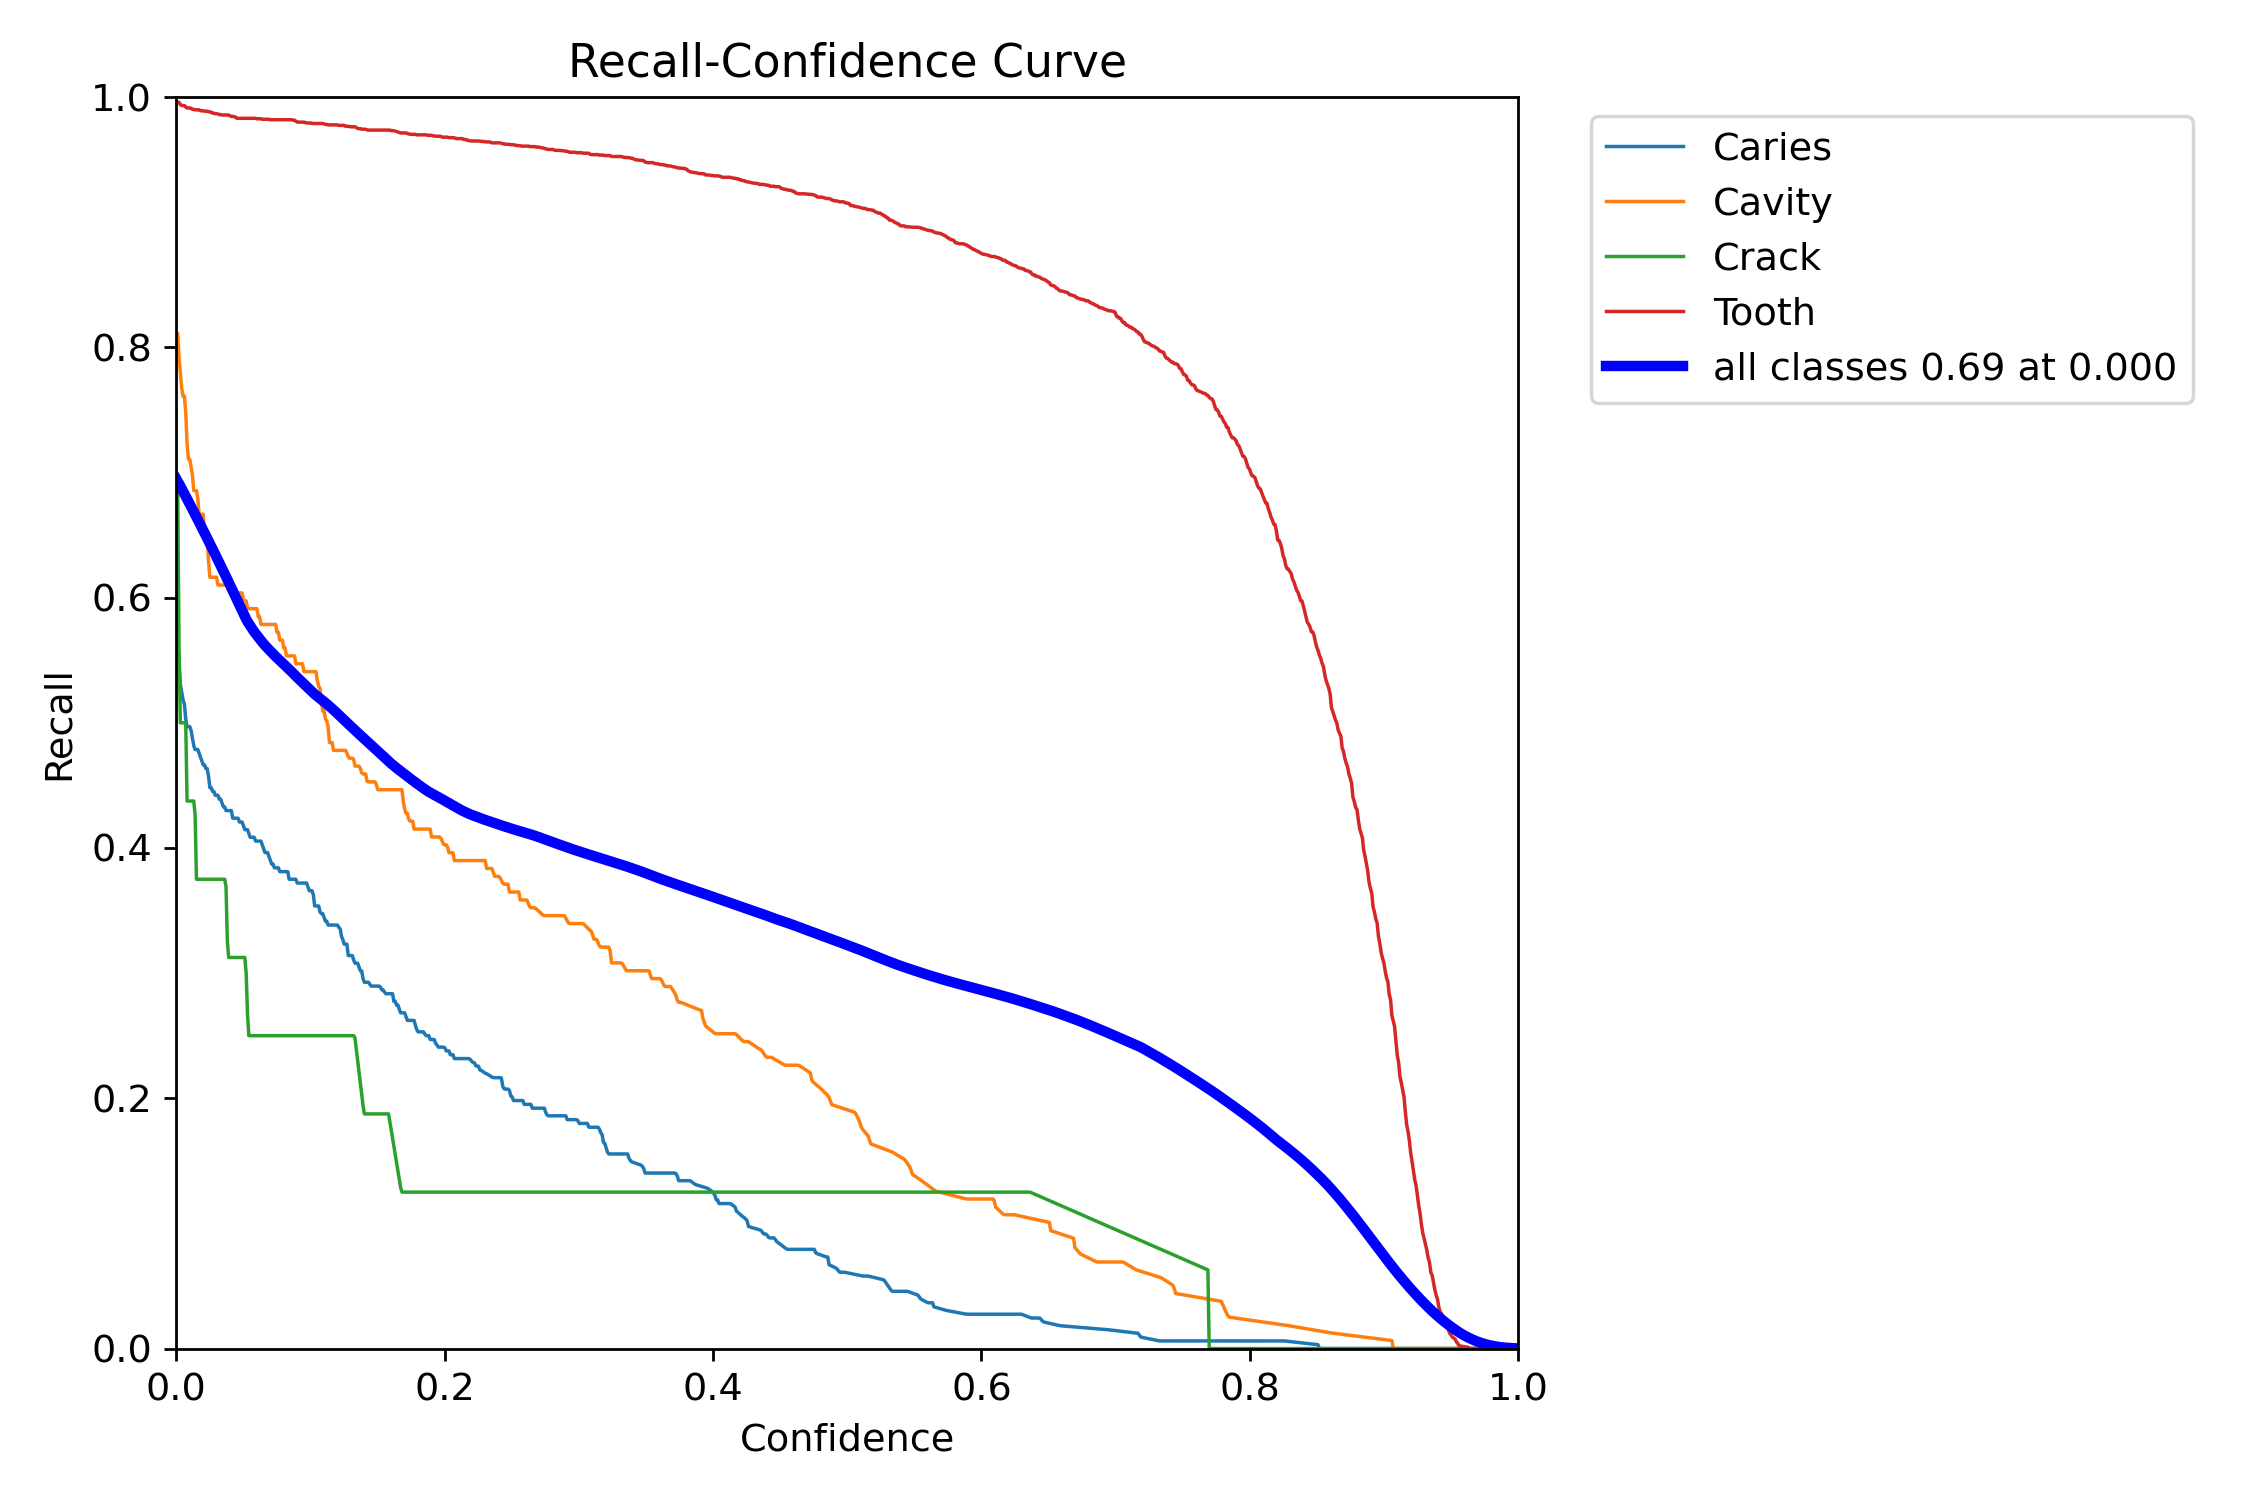 Recall-Confidence Curve
1.0
0.8
0.6
0.4
0.2
0.0
Recall
0.0 0.2 0.4 0.6 0.8 1.0
Confidence
Caries
Cavity
Crack
Tooth
all classes 0.69 at 0.000